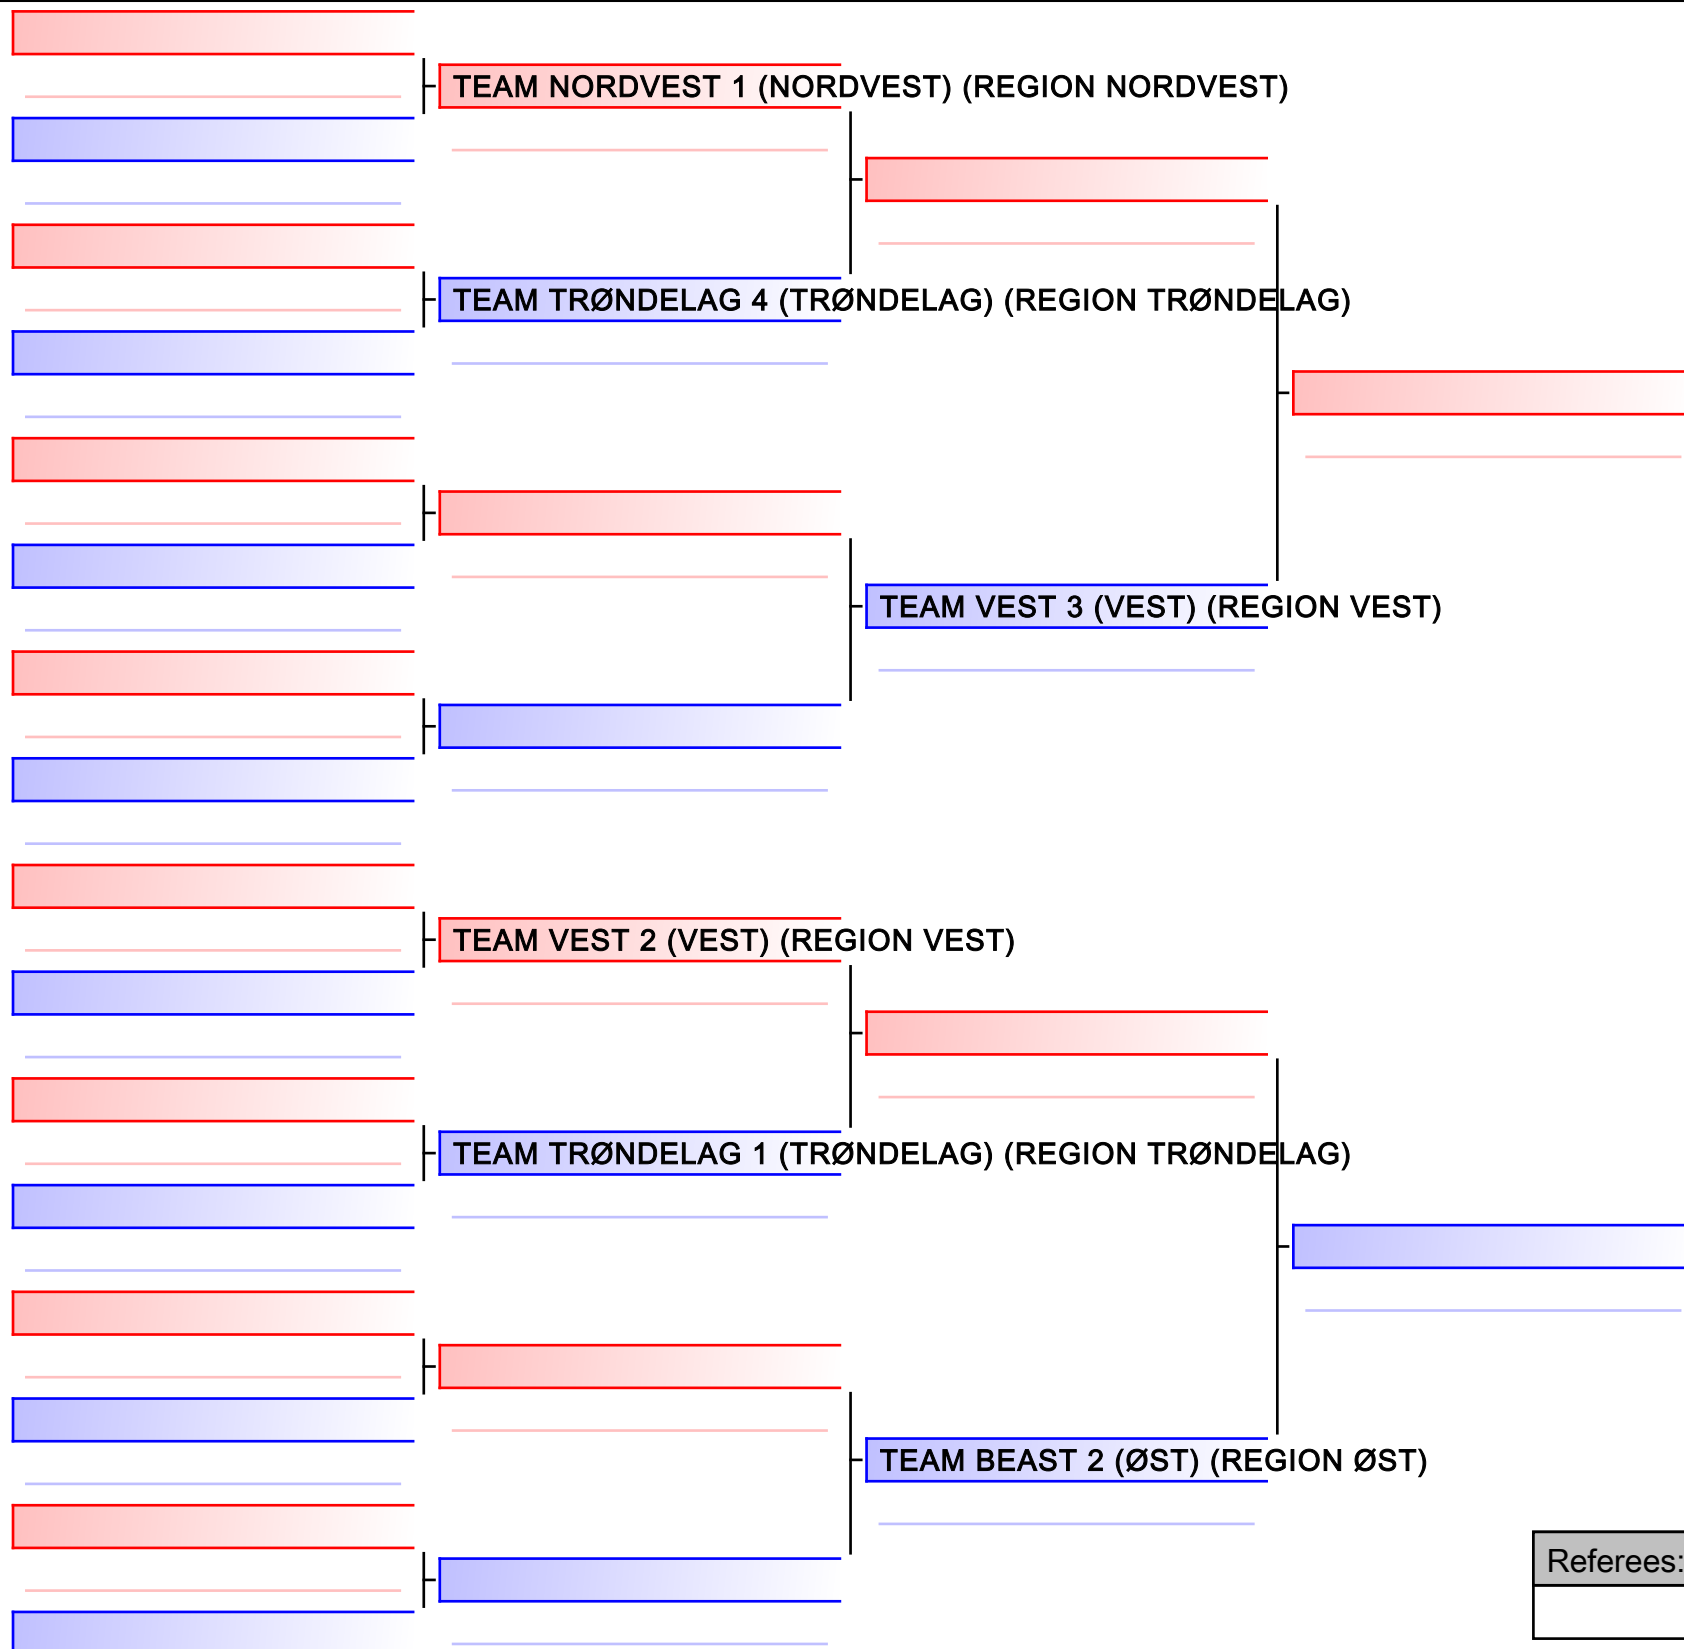 TEAM NORDVEST 1 (NORDVEST) (REGION NORDVEST)
TEAM TRØNDELAG 4 (TRØNDELAG) (REGION TRØNDELAG)
TEAM VEST 3 (VEST) (REGION VEST)
TEAM VEST 2 (VEST) (REGION VEST)
TEAM TRØNDELAG 1 (TRØNDELAG) (REGION TRØNDELAG)
TEAM BEAST 2 (ØST) (REGION ØST)
Referees: